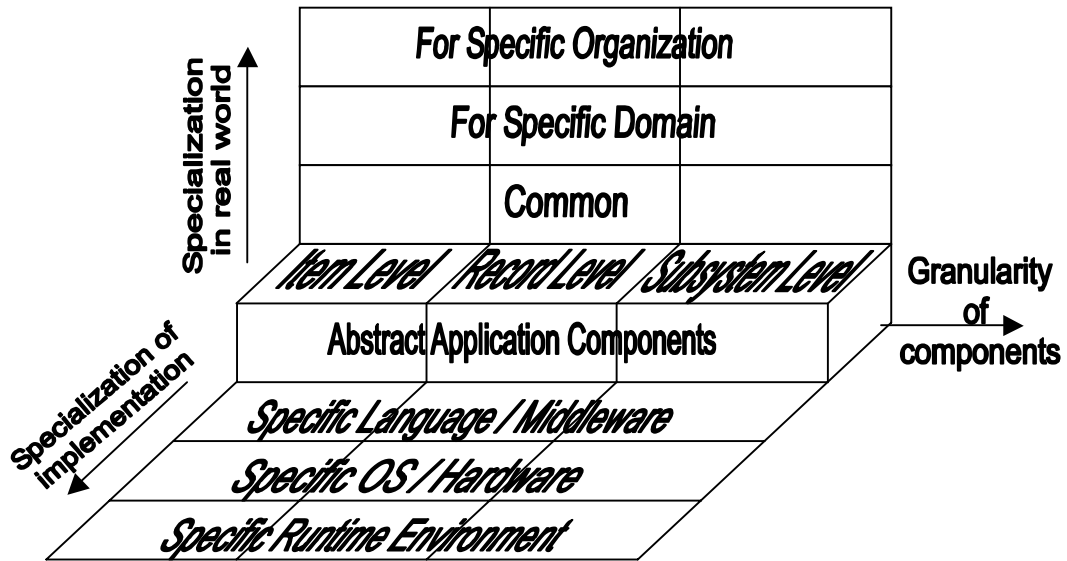 For Specific Organization
For Specific Domain
Common
Specialization
in real world
Item Level
Record Level
Subsystem Level
Granularity
of
components
Abstract Application Components
Specialization of
implementation
Specific Language / Middleware
Specific OS / Hardware
Specific Runtime Environment